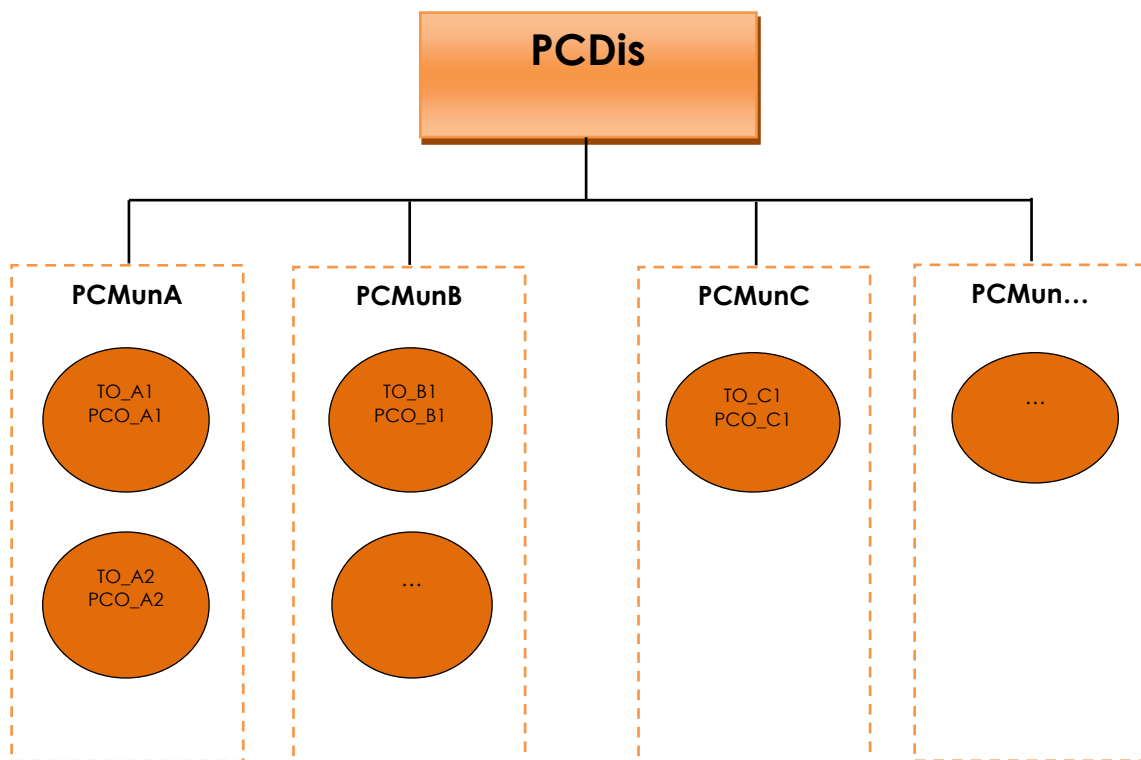 PCDis
PCMunA
PCMunB
PCMunC
PCMun…
TO_A1
PCO_A1
TO_B1
PCO_B1
TO_C1
PCO_C1
…
TO_A2
PCO_A2
…